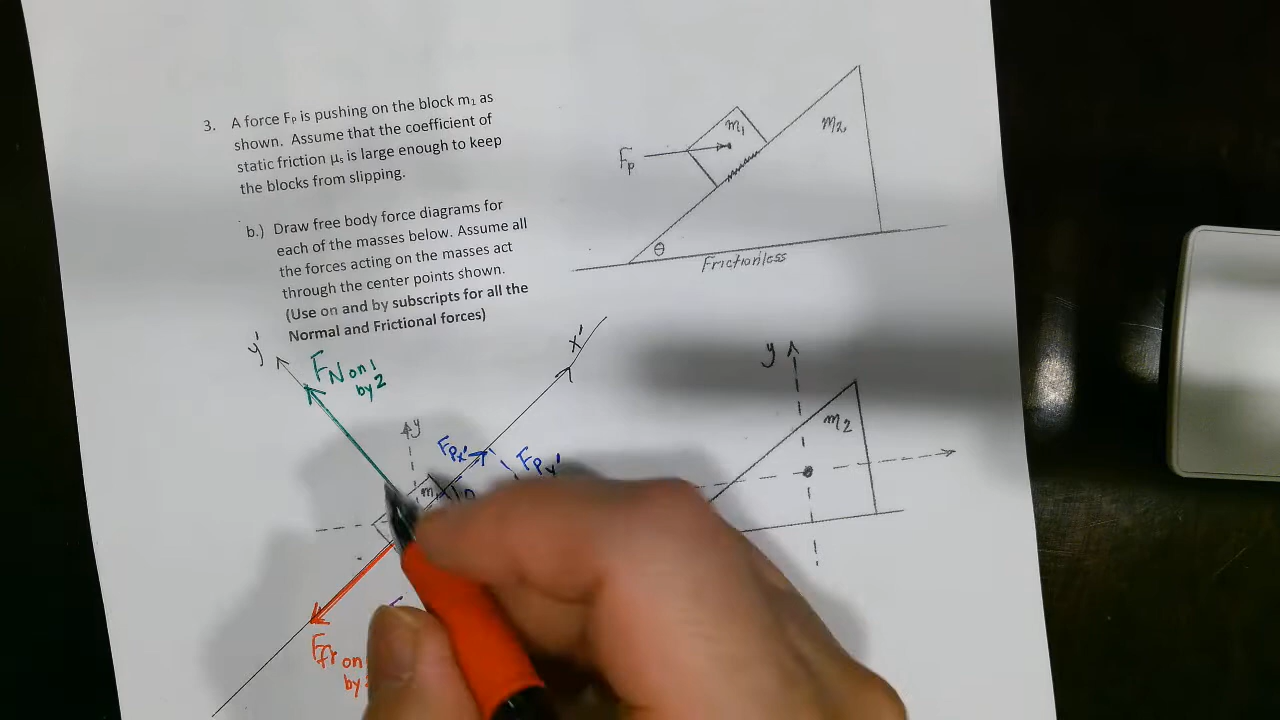 3. A force Fₚ is pushing on the block m₁ as
shown. Assume that the coefficient of
static friction μₛ is large enough to keep
the blocks from slipping.
b.) Draw free body force diagrams for
each of the masses below. Assume all
the forces acting on the masses act
through the center points shown.
(Use on and by subscripts for all the
Normal and Frictional forces)
m₁
m₂
Fp
θ
Frictionless
y'
x'
FN on 1
by 2
y
Fpx'
Fpy'
m
Ffr on
by
y
m₂